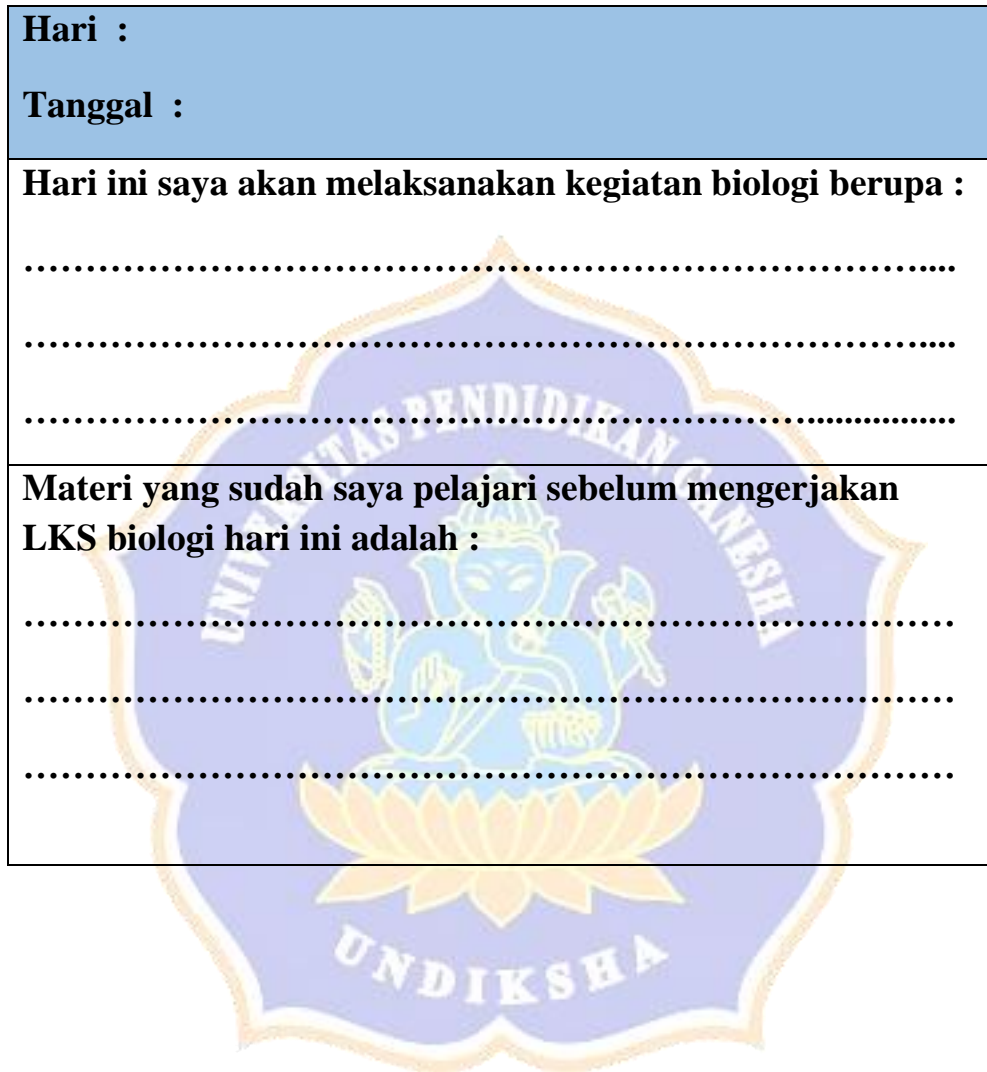 Hari :
Tanggal :
Hari ini saya akan melaksanakan kegiatan biologi berupa :
…………………………………………………………………....
…………………………………………………………………....
…………………………………………………………................
Materi yang sudah saya pelajari sebelum mengerjakan
LKS biologi hari ini adalah :
……………………………………………………………………
……………………………………………………………………
……………………………………………………………………
UNIVERSITAS PENDIDIKAN GANESHA
UNDIKSHA